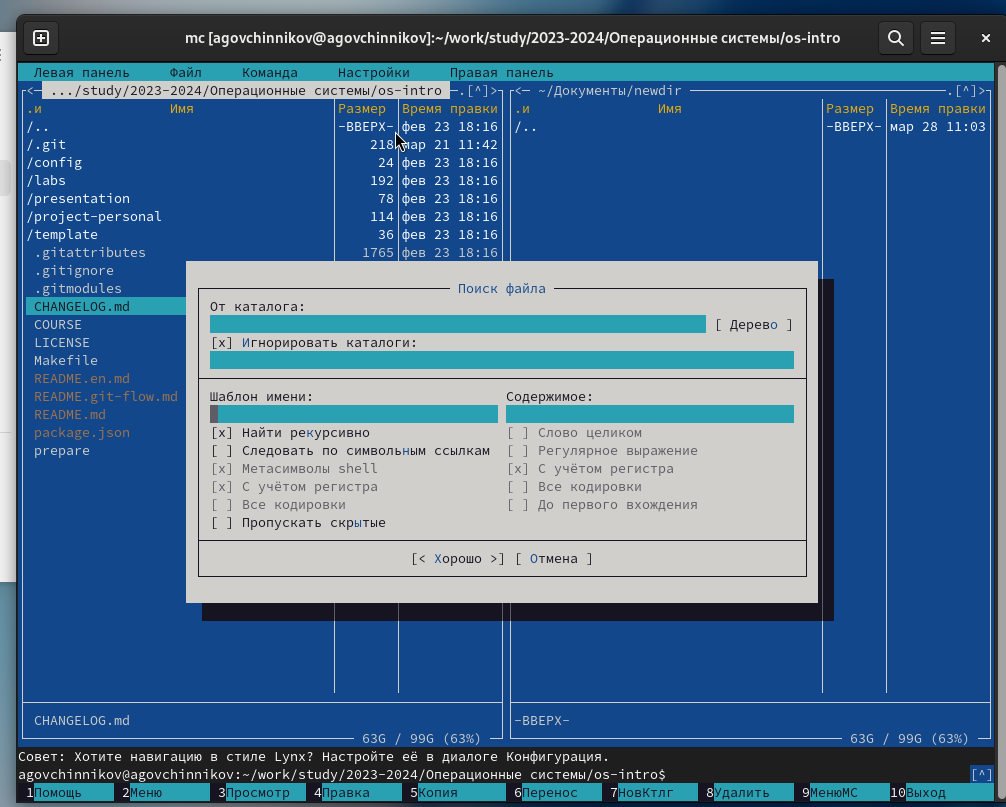 mc [agovchinnikov@agovchinnikov]:~/work/study/2023-2024/Операционные системы/os-intro
Левая панель Файл Команда Настройки Правая панель
<─ .../study/2023-2024/Операционные системы/os-intro ─.[^]> <─ ~/Документы/newdir ─.[^]>
.и Имя Размер Время правки .и Имя Размер Время правки
/.. -ВВЕРХ- фев 23 18:16 /.. -ВВЕРХ- мар 28 11:03
/.git 218 мар 21 11:42
/config 24 фев 23 18:16
/labs 192 фев 23 18:16
/presentation 78 фев 23 18:16
/project-personal 114 фев 23 18:16
/template 36 фев 23 18:16
.gitattributes 1765 фев 23 18:16
.gitignore
.gitmodules
CHANGELOG.md
COURSE
LICENSE
Makefile
README.en.md
README.git-flow.md
README.md
package.json
prepare
Поиск файла
От каталога:
[ Дерево ]
[x] Игнорировать каталоги:
Шаблон имени: Содержимое:
[x] Найти рекурсивно [ ] Слово целиком
[ ] Следовать по символьным ссылкам [ ] Регулярное выражение
[x] Метасимволы shell [x] С учётом регистра
[x] С учётом регистра [ ] Все кодировки
[ ] Все кодировки [ ] До первого вхождения
[ ] Пропускать скрытые
[< Хорошо >] [ Отмена ]
CHANGELOG.md -ВВЕРХ-
63G / 99G (63%) 63G / 99G (63%)
Совет: Хотите навигацию в стиле Lynx? Настройте её в диалоге Конфигурация.
agovchinnikov@agovchinnikov:~/work/study/2023-2024/Операционные системы/os-intro$ [^]
1Помощь 2Меню 3Просмотр 4Правка 5Копия 6Перенос 7НовКтлг 8Удалить 9МенюМС 10Выход